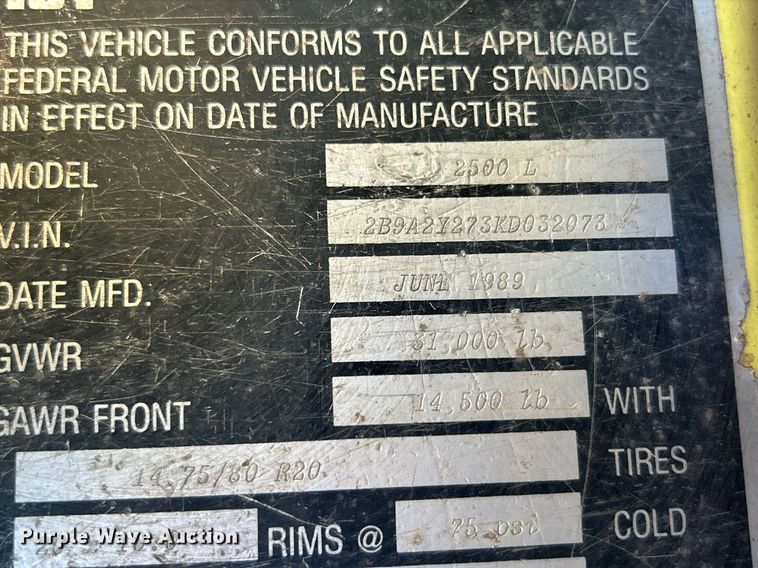 THIS VEHICLE CONFORMS TO ALL APPLICABLE
FEDERAL MOTOR VEHICLE SAFETY STANDARDS
IN EFFECT ON DATE OF MANUFACTURE
MODEL 2500 L
V.I.N. 2B9A2Y273KD032073
DATE MFD. JUNE 1989
GVWR 31,000 lb
GAWR FRONT 14,500 lb WITH
14.75/80 R20 TIRES
Purple Wave Auction RIMS @ 75 psi COLD